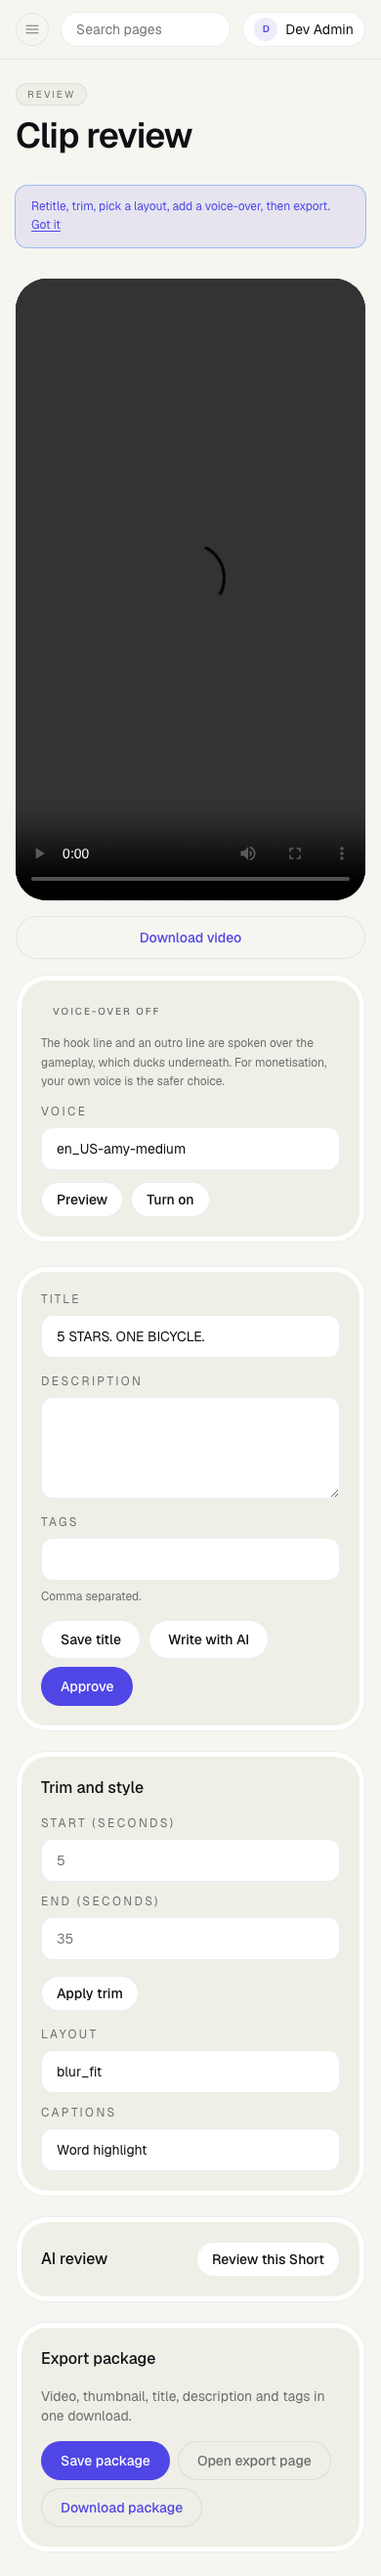 Search pages
D
Dev Admin
REVIEW
Clip review
Retitle, trim, pick a layout, add a voice-over, then export.
Got it
0:00
Download video
VOICE-OVER OFF
The hook line and an outro line are spoken over the
gameplay, which ducks underneath. For monetisation,
your own voice is the safer choice.
VOICE
en_US-amy-medium
Preview
Turn on
TITLE
5 STARS. ONE BICYCLE.
DESCRIPTION
TAGS
Comma separated.
Save title
Write with AI
Approve
Trim and style
START (SECONDS)
5
END (SECONDS)
35
Apply trim
LAYOUT
blur_fit
CAPTIONS
Word highlight
AI review
Review this Short
Export package
Video, thumbnail, title, description and tags in
one download.
Save package
Open export page
Download package